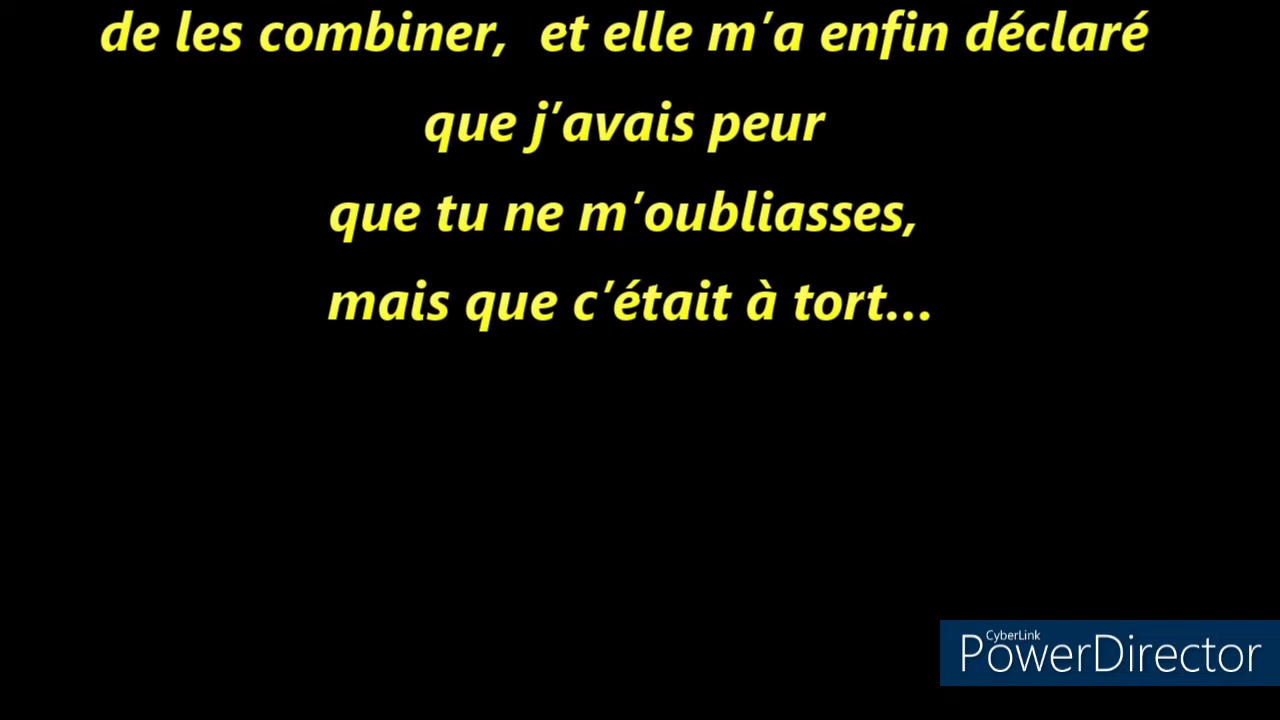 de les combiner,  et elle m’a enfin déclaré
que j’avais peur
que tu ne m’oubliasses,
mais que c’était à tort...
CyberLink
PowerDirector